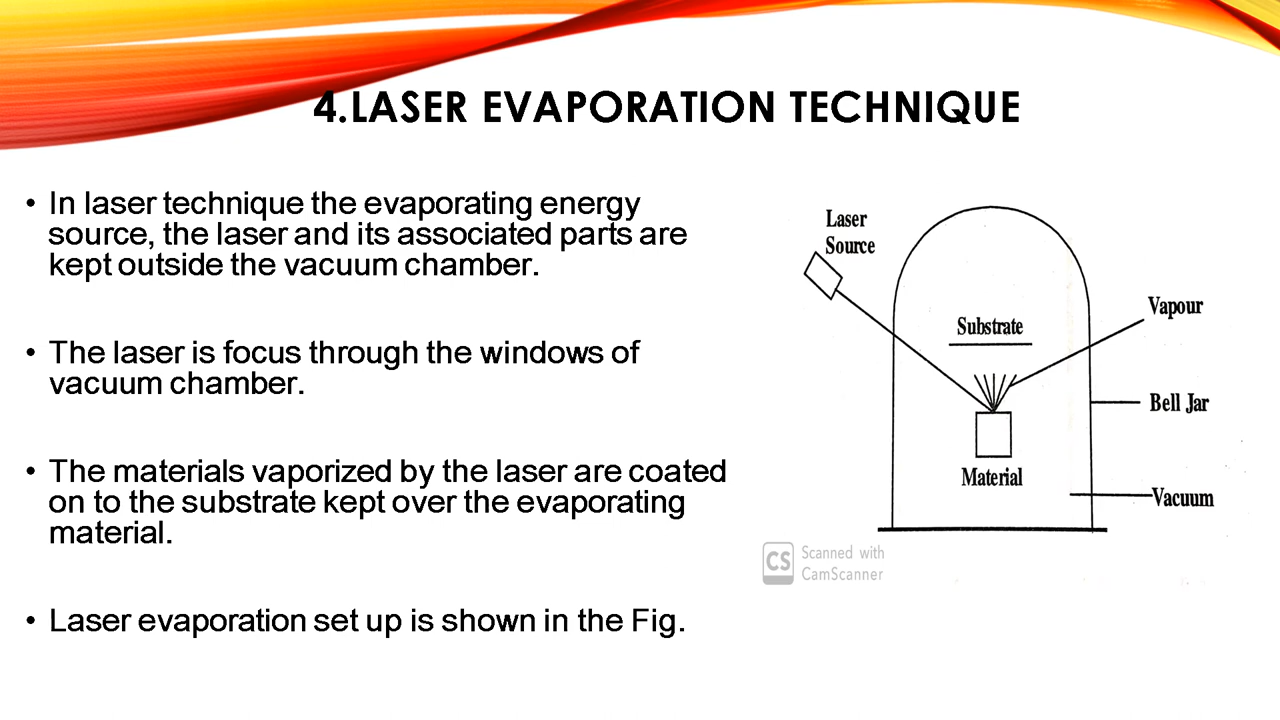 4.LASER EVAPORATION TECHNIQUE
• In laser technique the evaporating energy
source, the laser and its associated parts are
kept outside the vacuum chamber.
• The laser is focus through the windows of
vacuum chamber.
• The materials vaporized by the laser are coated
on to the substrate kept over the evaporating
material.
• Laser evaporation set up is shown in the Fig.
Laser
Source
Substrate
Vapour
Bell Jar
Material
Vacuum
CS
Scanned with
CamScanner